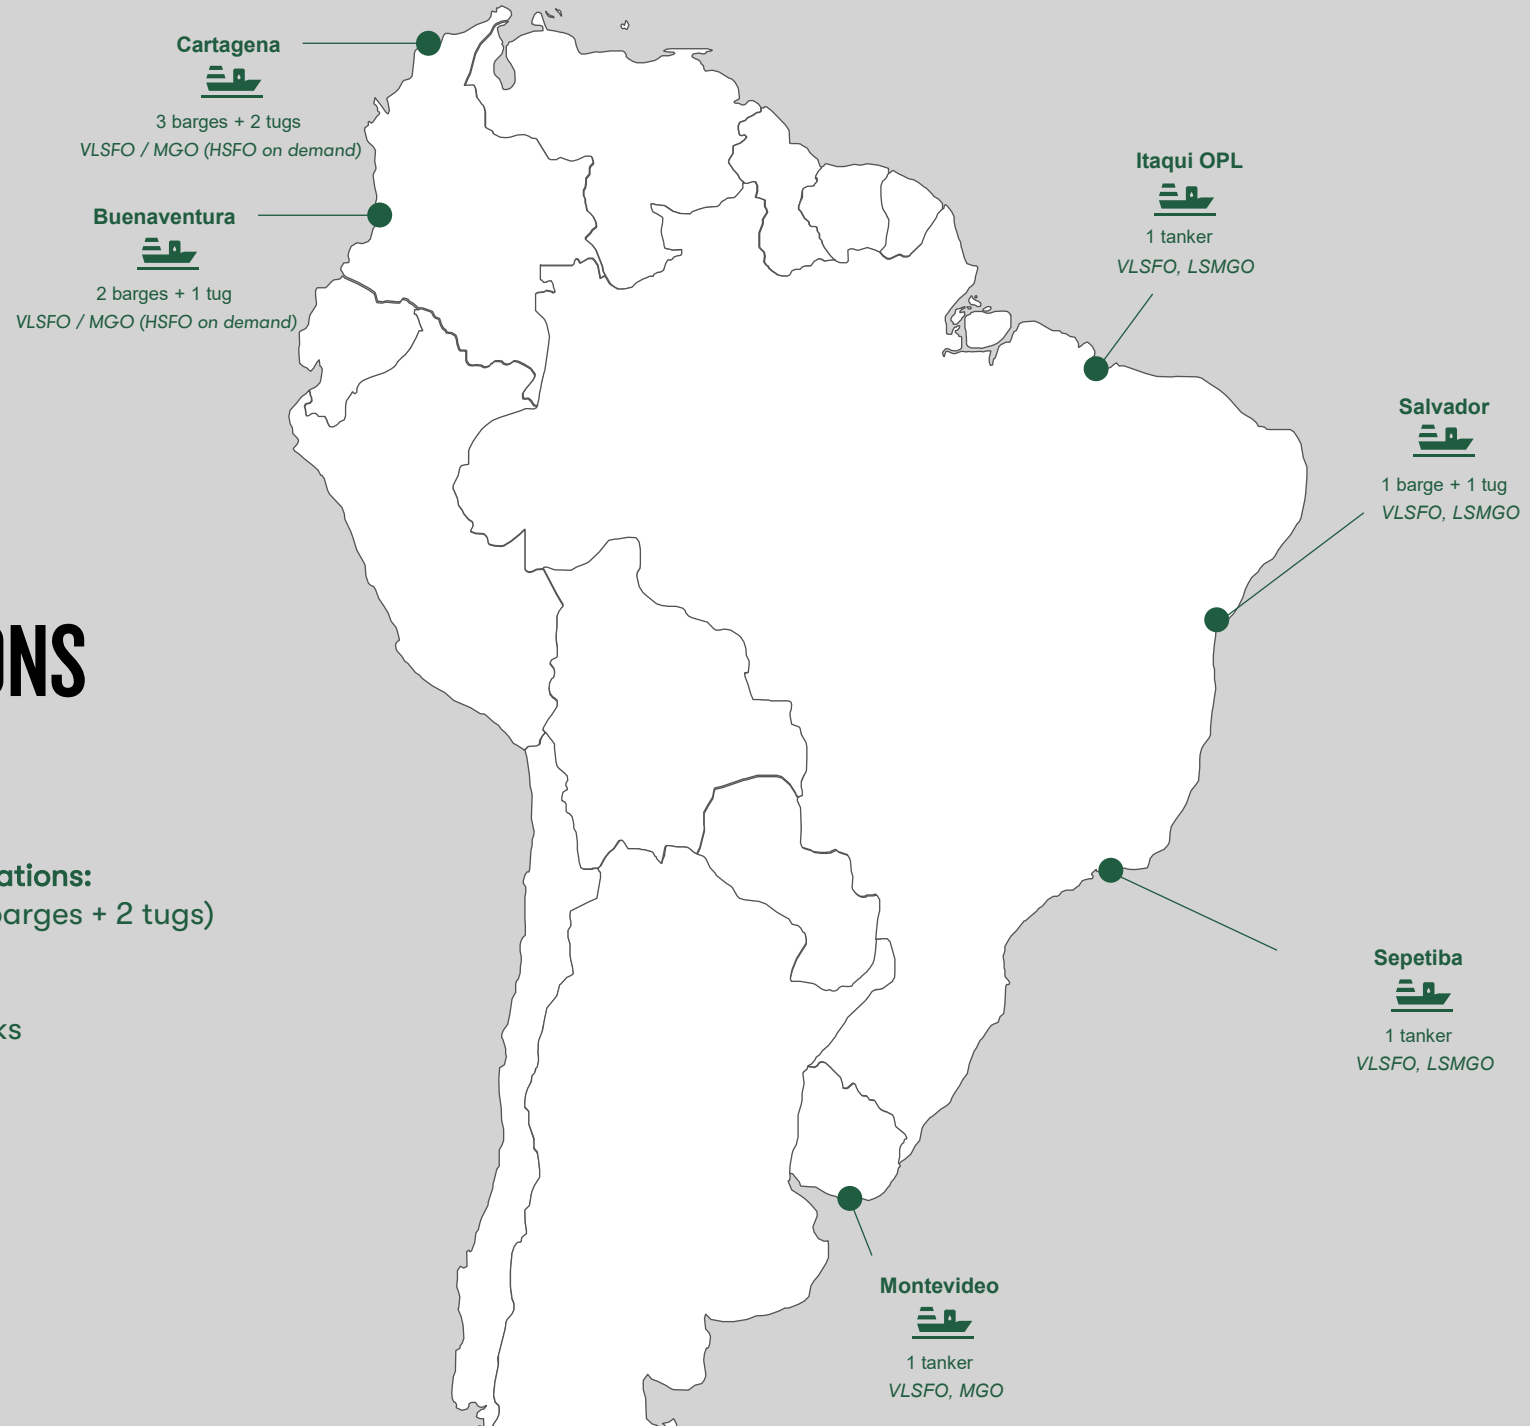 Cartagena
3 barges + 2 tugs
VLSFO / MGO (HSFO on demand)
Buenaventura
2 barges + 1 tug
VLSFO / MGO (HSFO on demand)
Itaqui OPL
1 tanker
VLSFO, LSMGO
Salvador
1 barge + 1 tug
VLSFO, LSMGO
ONS
ations:
barges + 2 tugs)
ks
Sepetiba
1 tanker
VLSFO, LSMGO
Montevideo
1 tanker
VLSFO, MGO